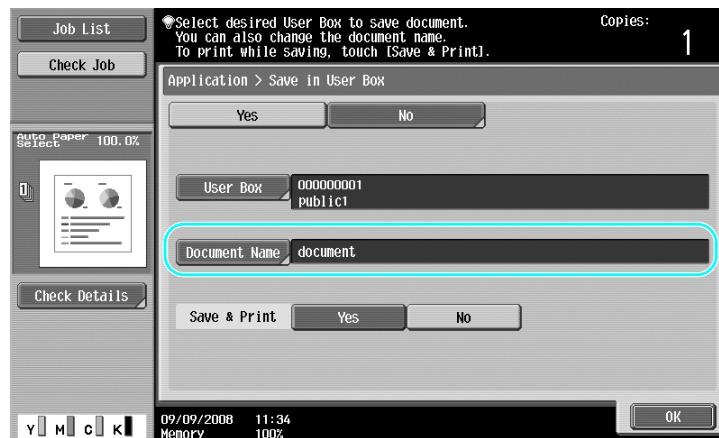 Job List
Check Job
Select desired User Box to save document.
You can also change the document name.
To print while saving, touch [Save & Print].
Copies:
1
Application > Save in User Box
Yes
No
Auto Paper Select
100.0%
1
User Box
000000001
public1
Document Name
document
Check Details
Save & Print
Yes
No
OK
Y M C K
09/09/2008 11:34
Memory 100%